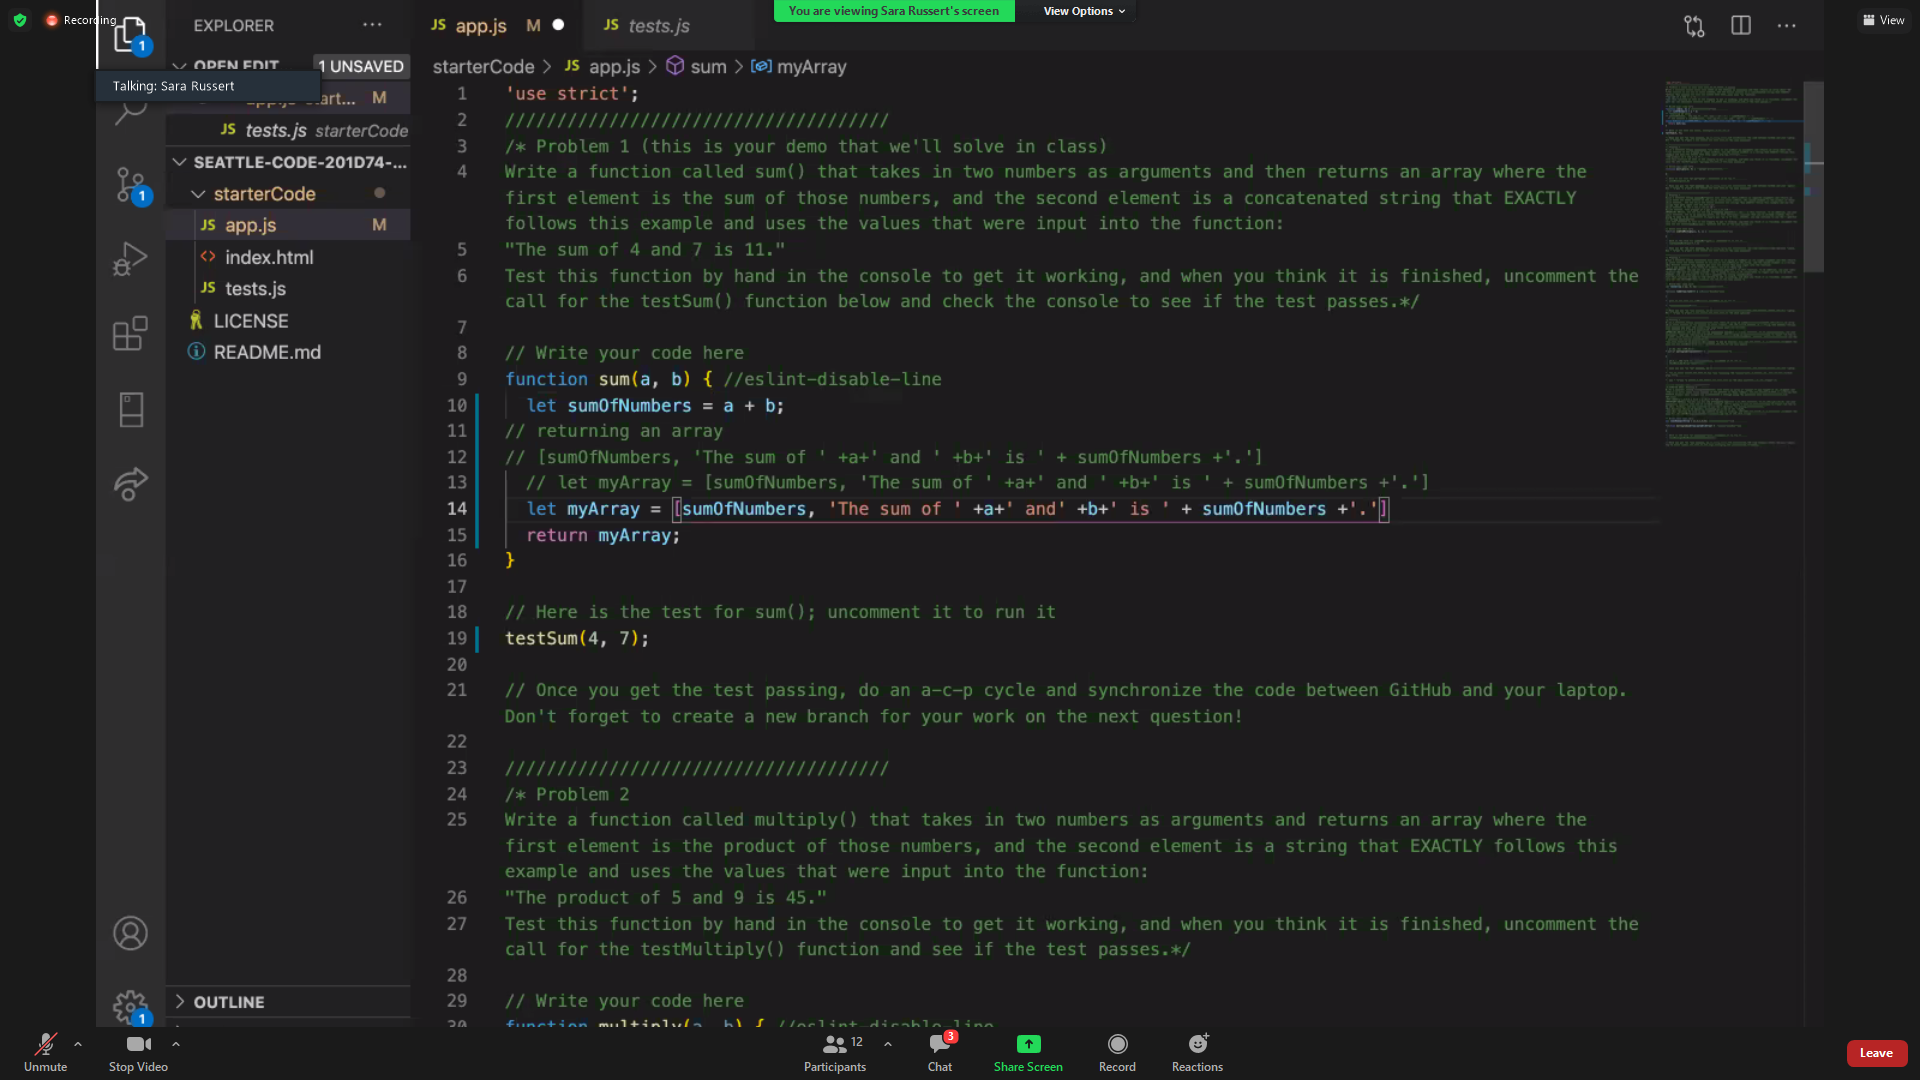 Recording
You are viewing Sara Russert's screen
View Options
View
Talking: Sara Russert
EXPLORER
OPEN EDIT
1 UNSAVED
M
JS tests.js starterCode
SEATTLE-CODE-201D74-...
starterCode
JS app.js M
<> index.html
JS tests.js
LICENSE
README.md
OUTLINE
1
1
1
JS app.js M
JS tests.js
starterCode > JS app.js > sum > myArray
1 'use strict';
2 /////////////////////////////////////
3 /* Problem 1 (this is your demo that we'll solve in class)
4 Write a function called sum() that takes in two numbers as arguments and then returns an array where the
first element is the sum of those numbers, and the second element is a concatenated string that EXACTLY
follows this example and uses the values that were input into the function:
5 "The sum of 4 and 7 is 11."
6 Test this function by hand in the console to get it working, and when you think it is finished, uncomment the
call for the testSum() function below and check the console to see if the test passes.*/
7
8 // Write your code here
9 function sum(a, b) { //eslint-disable-line
10 let sumOfNumbers = a + b;
11 // returning an array
12 // [sumOfNumbers, 'The sum of ' +a+' and ' +b+' is ' + sumOfNumbers +'.']
13 // let myArray = [sumOfNumbers, 'The sum of ' +a+' and ' +b+' is ' + sumOfNumbers +'.']
14 let myArray = [sumOfNumbers, 'The sum of ' +a+' and' +b+' is ' + sumOfNumbers +'.']
15 return myArray;
16 }
17
18 // Here is the test for sum(); uncomment it to run it
19 testSum(4, 7);
20
21 // Once you get the test passing, do an a-c-p cycle and synchronize the code between GitHub and your laptop.
Don't forget to create a new branch for your work on the next question!
22
23 /////////////////////////////////////
24 /* Problem 2
25 Write a function called multiply() that takes in two numbers as arguments and returns an array where the
first element is the product of those numbers, and the second element is a string that EXACTLY follows this
example and uses the values that were input into the function:
26 "The product of 5 and 9 is 45."
27 Test this function by hand in the console to get it working, and when you think it is finished, uncomment the
call for the testMultiply() function and see if the test passes.*/
28
29 // Write your code here
30 function multiply(a, b) { //eslint-disable-line
Unmute
Stop Video
12
Participants
3
Chat
Share Screen
Record
Reactions
Leave